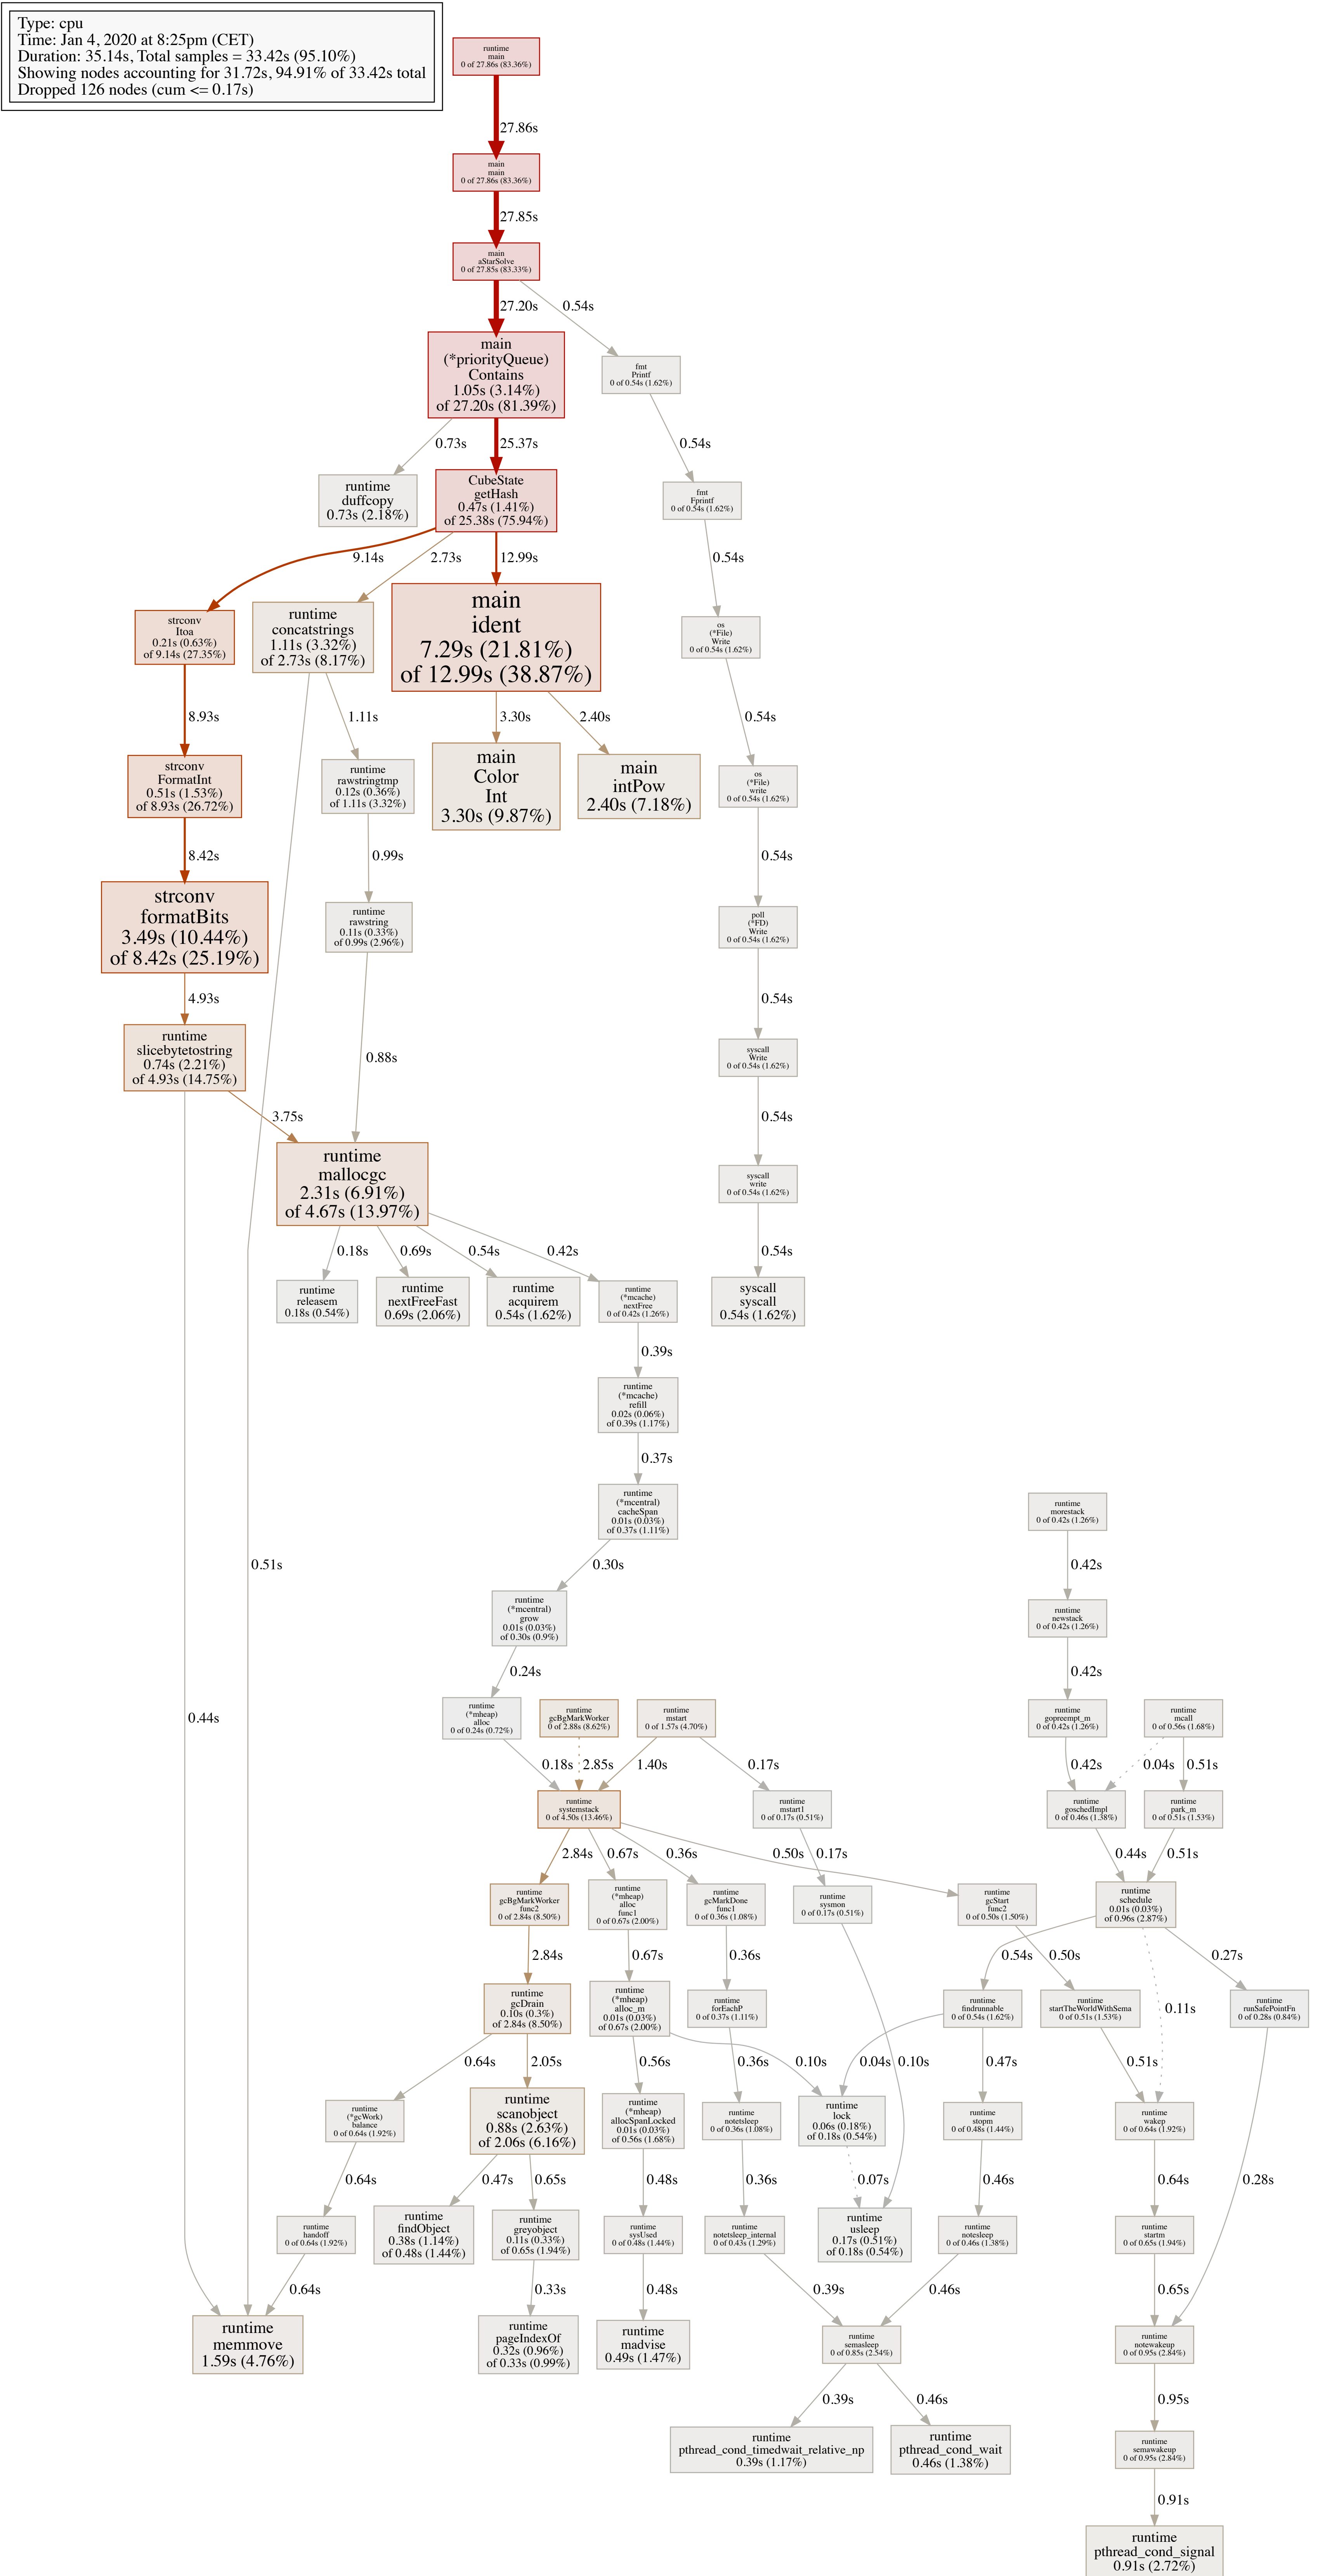 Type: cpu
Time: Jan 4, 2020 at 8:25pm (CET)
Duration: 35.14s, Total samples = 33.42s (95.10%)
Showing nodes accounting for 31.72s, 94.91% of 33.42s total
Dropped 126 nodes (cum <= 0.17s)
runtime
main
0 of 27.86s (83.36%)
27.86s
main
main
0 of 27.86s (83.36%)
27.85s
main
aStarSolve
0 of 27.85s (83.33%)
27.20s
0.54s
main
(*priorityQueue)
Contains
1.05s (3.14%)
of 27.20s (81.39%)
fmt
Printf
0 of 0.54s (1.62%)
0.73s
25.37s
0.54s
runtime
duffcopy
0.73s (2.18%)
CubeState
getHash
0.47s (1.41%)
of 25.38s (75.94%)
fmt
Fprintf
0 of 0.54s (1.62%)
9.14s
2.73s
12.99s
0.54s
strconv
Itoa
0.21s (0.63%)
of 9.14s (27.35%)
runtime
concatstrings
1.11s (3.32%)
of 2.73s (8.17%)
main
ident
7.29s (21.81%)
of 12.99s (38.87%)
os
(*File)
Write
0 of 0.54s (1.62%)
8.93s
1.11s
3.30s
2.40s
0.54s
strconv
FormatInt
0.51s (1.53%)
of 8.93s (26.72%)
runtime
rawstringtmp
0.12s (0.36%)
of 1.11s (3.32%)
main
Color
Int
3.30s (9.87%)
main
intPow
2.40s (7.18%)
os
(*File)
write
0 of 0.54s (1.62%)
8.42s
0.99s
0.54s
strconv
formatBits
3.49s (10.44%)
of 8.42s (25.19%)
runtime
rawstring
0.11s (0.33%)
of 0.99s (2.96%)
poll
(*FD)
Write
0 of 0.54s (1.62%)
4.93s
0.54s
runtime
slicebytetostring
0.74s (2.21%)
of 4.93s (14.75%)
0.88s
syscall
Write
0 of 0.54s (1.62%)
3.75s
0.54s
runtime
mallocgc
2.31s (6.91%)
of 4.67s (13.97%)
syscall
write
0 of 0.54s (1.62%)
0.18s
0.69s
0.54s
0.42s
0.54s
runtime
releasem
0.18s (0.54%)
runtime
nextFreeFast
0.69s (2.06%)
runtime
acquirem
0.54s (1.62%)
runtime
(*mcache)
nextFree
0 of 0.42s (1.26%)
syscall
syscall
0.54s (1.62%)
0.39s
runtime
(*mcache)
refill
0.02s (0.06%)
of 0.39s (1.17%)
0.37s
runtime
(*mcentral)
cacheSpan
0.01s (0.03%)
of 0.37s (1.11%)
runtime
morestack
0 of 0.42s (1.26%)
0.51s
0.30s
0.42s
runtime
(*mcentral)
grow
0.01s (0.03%)
of 0.30s (0.9%)
runtime
newstack
0 of 0.42s (1.26%)
0.24s
0.42s
0.44s
runtime
(*mheap)
alloc
0 of 0.24s (0.72%)
runtime
gcBgMarkWorker
0 of 2.88s (8.62%)
runtime
mstart
0 of 1.57s (4.70%)
runtime
gopreempt_m
0 of 0.42s (1.26%)
runtime
mcall
0 of 0.56s (1.68%)
0.18s
2.85s
1.40s
0.17s
0.42s
0.04s
0.51s
runtime
systemstack
0 of 4.50s (13.46%)
runtime
mstart1
0 of 0.17s (0.51%)
runtime
goschedImpl
0 of 0.46s (1.38%)
runtime
park_m
0 of 0.51s (1.53%)
2.84s
0.67s
0.36s
0.50s
0.17s
0.44s
0.51s
runtime
gcBgMarkWorker
func2
0 of 2.84s (8.50%)
runtime
(*mheap)
alloc
func1
0 of 0.67s (2.00%)
runtime
gcMarkDone
func1
0 of 0.36s (1.08%)
runtime
sysmon
0 of 0.17s (0.51%)
runtime
gcStart
func2
0 of 0.50s (1.50%)
runtime
schedule
0.01s (0.03%)
of 0.96s (2.87%)
2.84s
0.67s
0.36s
0.54s
0.50s
0.27s
runtime
gcDrain
0.10s (0.3%)
of 2.84s (8.50%)
runtime
(*mheap)
alloc_m
0.01s (0.03%)
of 0.67s (2.00%)
runtime
forEachP
0 of 0.37s (1.11%)
runtime
findrunnable
0 of 0.54s (1.62%)
runtime
startTheWorldWithSema
0 of 0.51s (1.53%)
0.11s
runtime
runSafePointFn
0 of 0.28s (0.84%)
0.64s
2.05s
0.56s
0.36s
0.10s
0.04s
0.10s
0.47s
0.51s
runtime
(*gcWork)
balance
0 of 0.64s (1.92%)
runtime
scanobject
0.88s (2.63%)
of 2.06s (6.16%)
runtime
(*mheap)
allocSpanLocked
0.01s (0.03%)
of 0.56s (1.68%)
runtime
notetsleep
0 of 0.36s (1.08%)
runtime
lock
0.06s (0.18%)
of 0.18s (0.54%)
runtime
stopm
0 of 0.48s (1.44%)
runtime
wakep
0 of 0.64s (1.92%)
0.64s
0.47s
0.65s
0.48s
0.36s
0.07s
0.46s
0.64s
0.28s
runtime
handoff
0 of 0.64s (1.92%)
runtime
findObject
0.38s (1.14%)
of 0.48s (1.44%)
runtime
greyobject
0.11s (0.33%)
of 0.65s (1.94%)
runtime
sysUsed
0 of 0.48s (1.44%)
runtime
notetsleep_internal
0 of 0.43s (1.29%)
runtime
usleep
0.17s (0.51%)
of 0.18s (0.54%)
runtime
notesleep
0 of 0.46s (1.38%)
runtime
startm
0 of 0.65s (1.94%)
0.64s
0.33s
0.48s
0.39s
0.46s
0.65s
runtime
memmove
1.59s (4.76%)
runtime
pageIndexOf
0.32s (0.96%)
of 0.33s (0.99%)
runtime
madvise
0.49s (1.47%)
runtime
semasleep
0 of 0.85s (2.54%)
runtime
notewakeup
0 of 0.95s (2.84%)
0.39s
0.46s
0.95s
runtime
pthread_cond_timedwait_relative_np
0.39s (1.17%)
runtime
pthread_cond_wait
0.46s (1.38%)
runtime
semawakeup
0 of 0.95s (2.84%)
0.91s
runtime
pthread_cond_signal
0.91s (2.72%)